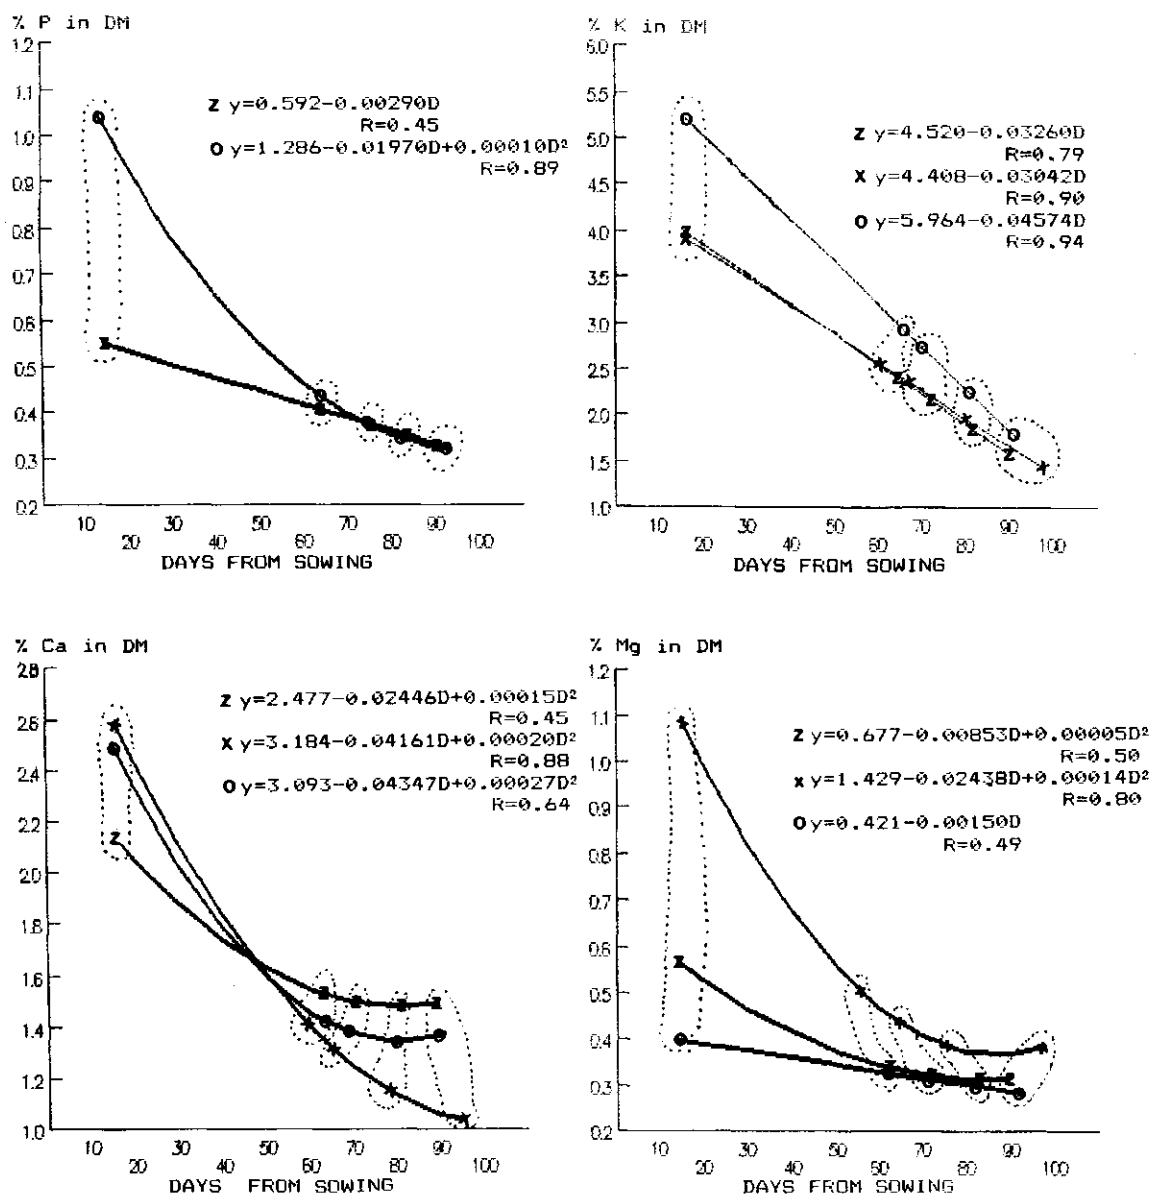 % P in DM
1.2
1.1
1.0
0.9
0.8
0.7
0.6
0.5
0.4
0.3
0.2
z y=0.592-0.00290D
R=0.45
o y=1.286-0.01970D+0.00010D²
R=0.89
10 30 50 70 90
20 60 80 100
DAYS FROM SOWING
% K in DM
6.0
5.5
5.0
4.5
4.0
3.5
3.0
2.5
2.0
1.5
1.0
z y=4.520-0.03260D
R=0.79
x y=4.408-0.03042D
R=0.90
o y=5.964-0.04574D
R=0.94
10 30 50 70 90
20 60 80 100
DAYS FROM SOWING
% Ca in DM
2.8
2.6
2.4
2.2
2.0
1.8
1.6
1.4
1.2
1.0
z y=2.477-0.02446D+0.00015D²
R=0.45
x y=3.184-0.04161D+0.00020D²
R=0.88
o y=3.093-0.04347D+0.00027D²
R=0.64
10 30 50 70 90
20 60 80 100
DAYS FROM SOWING
% Mg in DM
1.2
1.1
1.0
0.9
0.8
0.7
0.6
0.5
0.4
0.3
0.2
z y=0.677-0.00853D+0.00005D²
R=0.50
x y=1.429-0.02438D+0.00014D²
R=0.80
o y=0.421-0.00150D
R=0.49
10 30 50 70 90
20 60 80 100
DAYS FROM SOWING